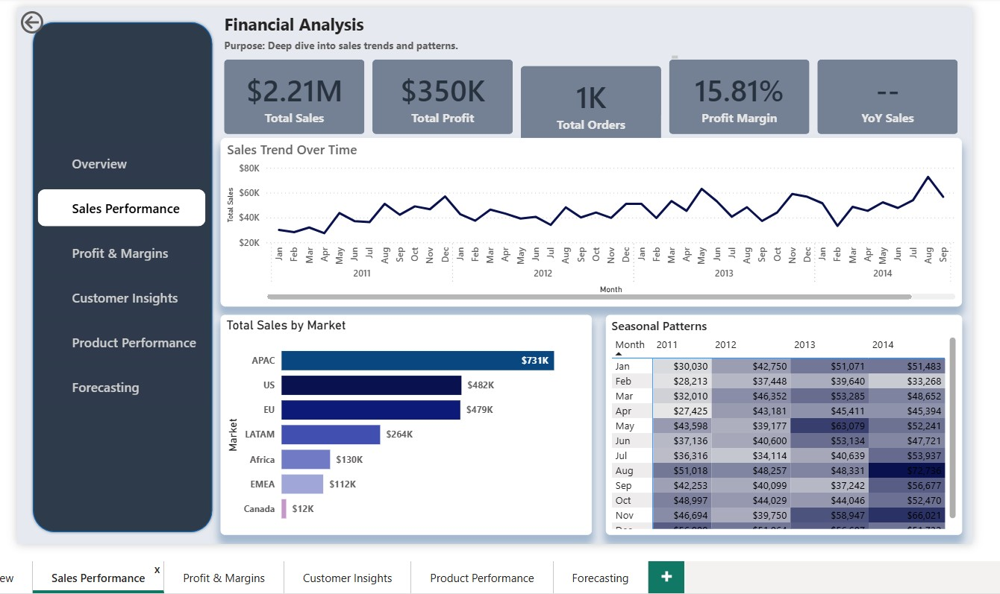 Financial Analysis
Purpose: Deep dive into sales trends and patterns.
$2.21M
Total Sales
$350K
Total Profit
1K
Total Orders
15.81%
Profit Margin
--
YoY Sales
Overview
Sales Performance
Profit & Margins
Customer Insights
Product Performance
Forecasting
Sales Trend Over Time
Total Sales
$80K
$60K
$40K
$20K
Jan Feb Mar Apr May Jun Jul Aug Sep Oct Nov Dec Jan Feb Mar Apr May Jun Jul Aug Sep Oct Nov Dec Jan Feb Mar Apr May Jun Jul Aug Sep Oct Nov Dec Jan Feb Mar Apr May Jun Jul Aug Sep
2011 2012 2013 2014
Month
Total Sales by Market
Market
APAC $731K
US $482K
EU $479K
LATAM $264K
Africa $130K
EMEA $112K
Canada $12K
Seasonal Patterns
Month 2011 2012 2013 2014
Jan $30,030 $42,750 $51,071 $51,483
Feb $28,213 $37,448 $39,640 $33,268
Mar $32,010 $46,352 $53,285 $48,652
Apr $27,425 $43,181 $45,411 $45,394
May $43,598 $39,177 $63,079 $52,241
Jun $37,136 $40,600 $53,134 $47,721
Jul $36,316 $34,114 $40,639 $53,937
Aug $51,018 $48,257 $48,331 $72,736
Sep $42,253 $40,099 $37,242 $56,677
Oct $48,997 $44,029 $44,046 $52,470
Nov $46,694 $39,750 $58,947 $66,021
ew
Sales Performance x
Profit & Margins
Customer Insights
Product Performance
Forecasting
+